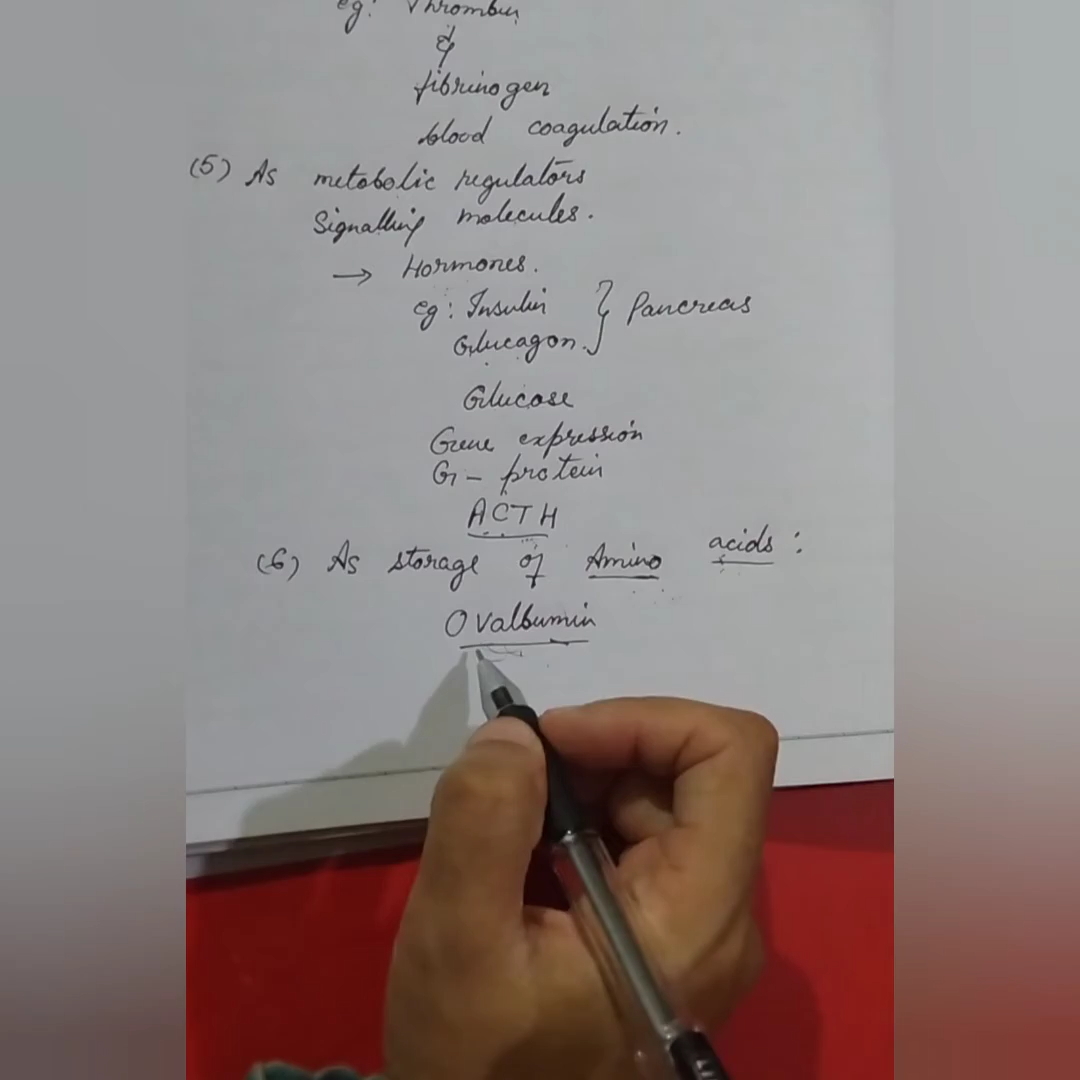 eg: Thrombin
&
fibrinogen
blood coagulation.
(5) As metabolic regulators
Signalling molecules.
→ Hormones.
eg: Insulin } Pancreas
Glucagon.
Glucose
Gene expression
G - protein
ACTH
(6) As storage of Amino acids:
Ovalbumin